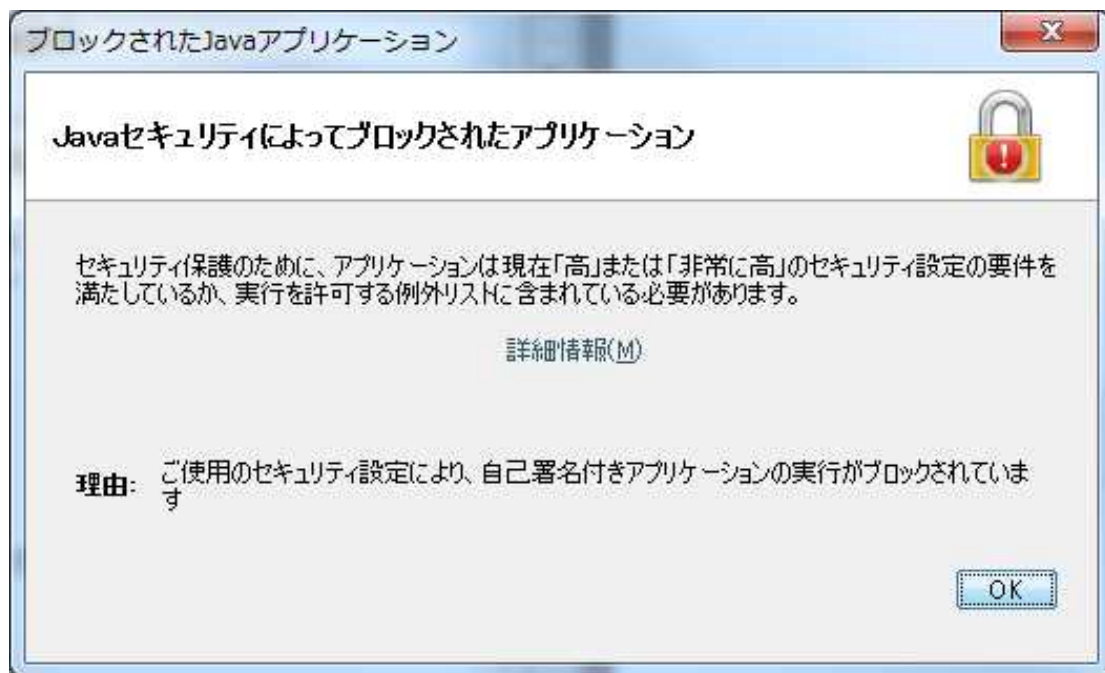 ブロックされたJavaアプリケーション
Javaセキュリティによってブロックされたアプリケーション
セキュリティ保護のために、アプリケーションは現在「高」または「非常に高」のセキュリティ設定の要件を
満たしているか、実行を許可する例外リストに含まれている必要があります。
詳細情報(M)
理由: ご使用のセキュリティ設定により、自己署名付きアプリケーションの実行がブロックされていま
す
OK